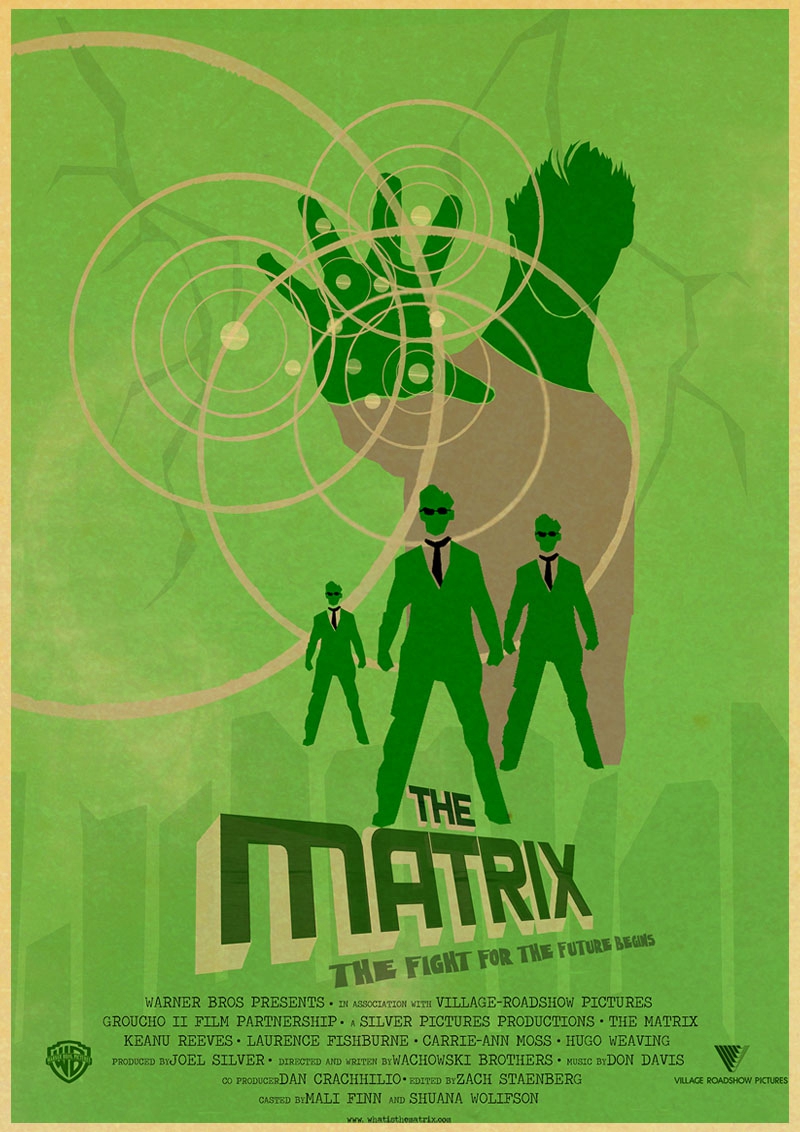 THE
MATRIX
THE FIGHT FOR THE FUTURE BEGINS
WARNER BROS PRESENTS • IN ASSOCIATION WITH VILLAGE-ROADSHOW PICTURES
GROUCHO II FILM PARTNERSHIP • A SILVER PICTURES PRODUCTIONS • THE MATRIX
KEANU REEVES • LAURENCE FISHBURNE • CARRIE-ANN MOSS • HUGO WEAVING
PRODUCED BY JOEL SILVER • DIRECTED AND WRITEN BY WACHOWSKI BROTHERS • MUSIC BY DON DAVIS
CO PRODUCER DAN CRACHHILIO • EDITED BY ZACH STAENBERG
CASTED BY MALI FINN AND SHUANA WOLIFSON
WB
VILLAGE ROADSHOW PICTURES
www. whatisthematrix.com